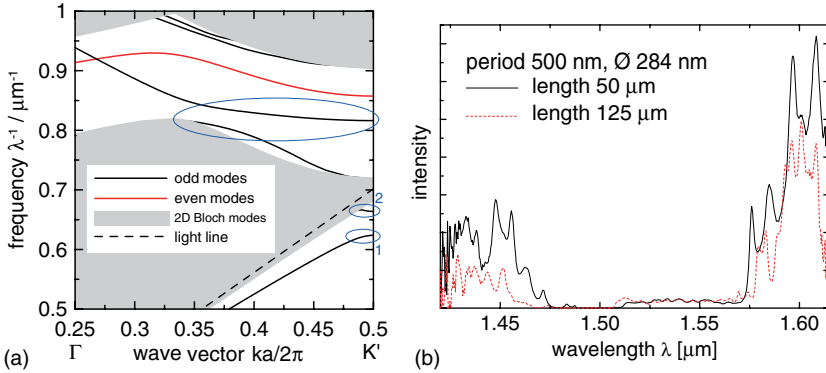 1
0.9
0.8
0.7
0.6
0.5
frequency λ⁻¹ / μm⁻¹
odd modes
even modes
2D Bloch modes
light line
2
1
0.25 0.3 0.35 0.4 0.45 0.5
(a) Γ wave vector ka/2π K'
intensity
period 500 nm, Ø 284 nm
length 50 μm
length 125 μm
1.45 1.50 1.55 1.60
(b) wavelength λ [μm]